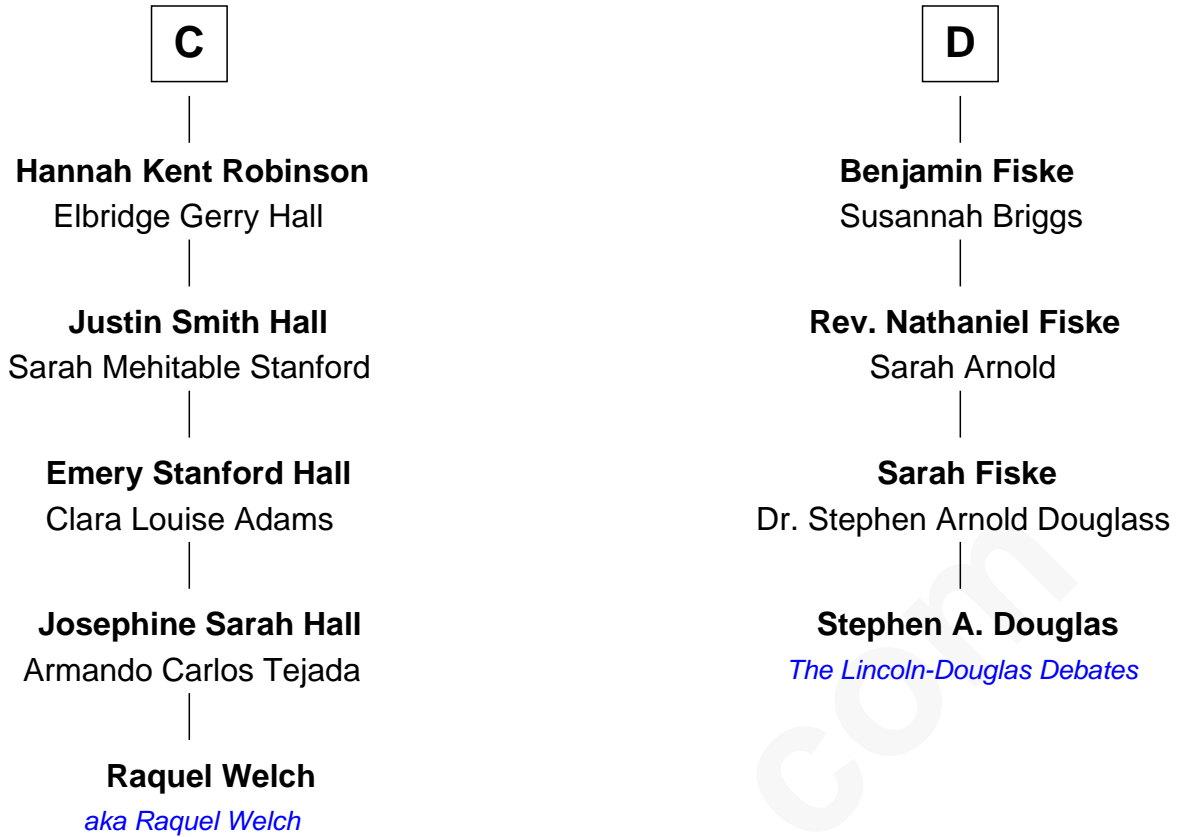 C
Hannah Kent Robinson
Elbridge Gerry Hall
Justin Smith Hall
Sarah Mehitable Stanford
Emery Stanford Hall
Clara Louise Adams
Josephine Sarah Hall
Armando Carlos Tejada
Raquel Welch
aka Raquel Welch
D
Benjamin Fiske
Susannah Briggs
Rev. Nathaniel Fiske
Sarah Arnold
Sarah Fiske
Dr. Stephen Arnold Douglass
Stephen A. Douglas
The Lincoln-Douglas Debates
com